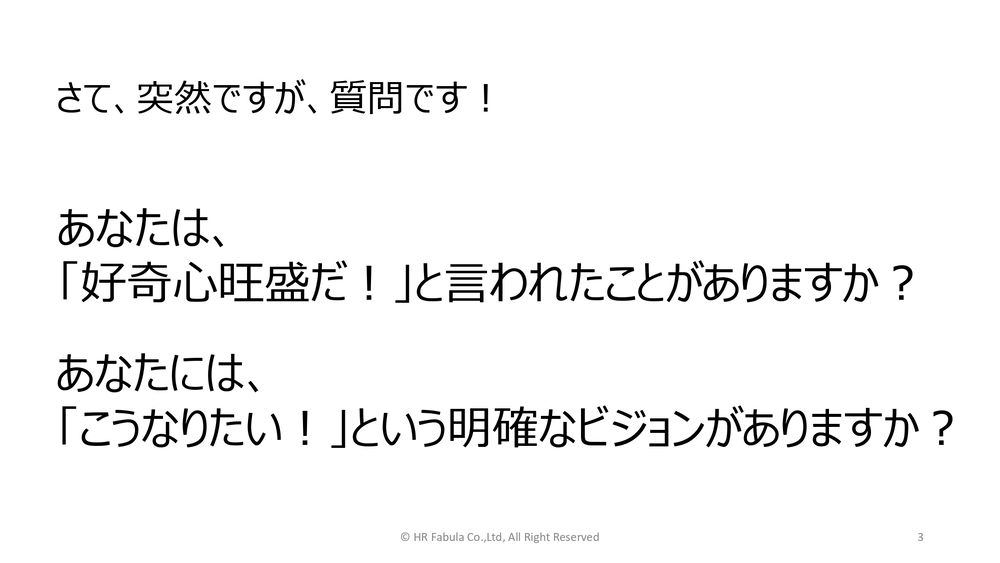 さて、突然ですが、質問です！
あなたは、
「好奇心旺盛だ！」と言われたことがありますか？
あなたには、
「こうなりたい！」という明確なビジョンがありますか？
© HR Fabula Co.,Ltd, All Right Reserved
3